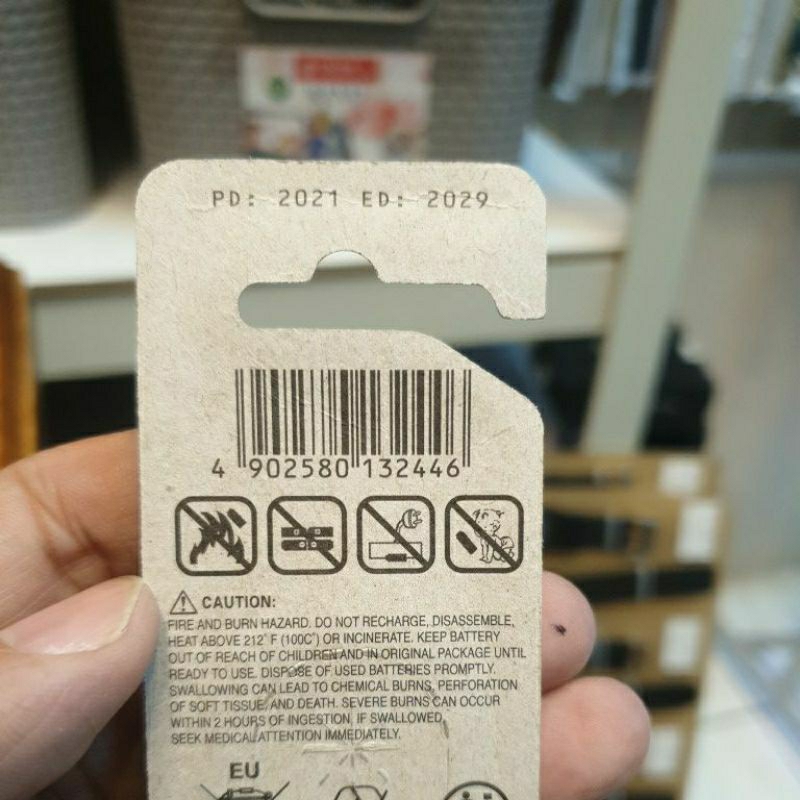 PD: 2021 ED: 2029
4 902580 132446
CAUTION:
FIRE AND BURN HAZARD. DO NOT RECHARGE, DISASSEMBLE,
HEAT ABOVE 212°F (100C°) OR INCINERATE. KEEP BATTERY
OUT OF REACH OF CHILDREN AND IN ORIGINAL PACKAGE UNTIL
READY TO USE. DISPOSE OF USED BATTERIES PROMPTLY.
SWALLOWING CAN LEAD TO CHEMICAL BURNS, PERFORATION
OF SOFT TISSUE, AND DEATH. SEVERE BURNS CAN OCCUR
WITHIN 2 HOURS OF INGESTION, IF SWALLOWED,
SEEK MEDICAL ATTENTION IMMEDIATELY.
EU